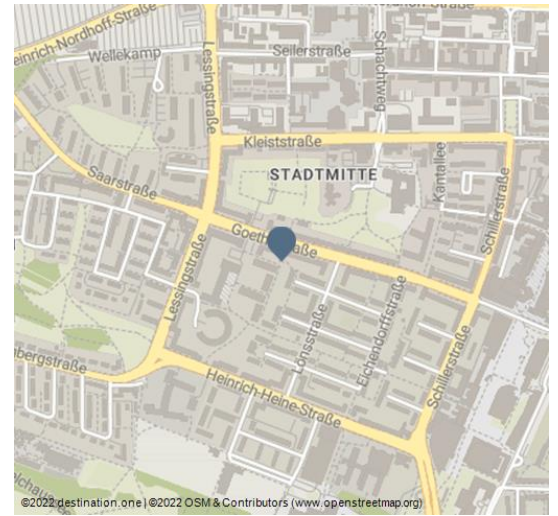 Heinrich-Nordhoff-Straße
Wellekamp
Lessingstraße
Seilerstraße
Schachtweg
Kleiststraße
STADTMITTE
Kantallee
Saarstraße
Schillerstraße
Lessingstraße
Lönsstraße
Eichendorffstraße
Heinrich-Heine-Straße
Schillerstraße
©2022 destination.one | ©2022 OSM & Contributors (www.openstreetmap.org)